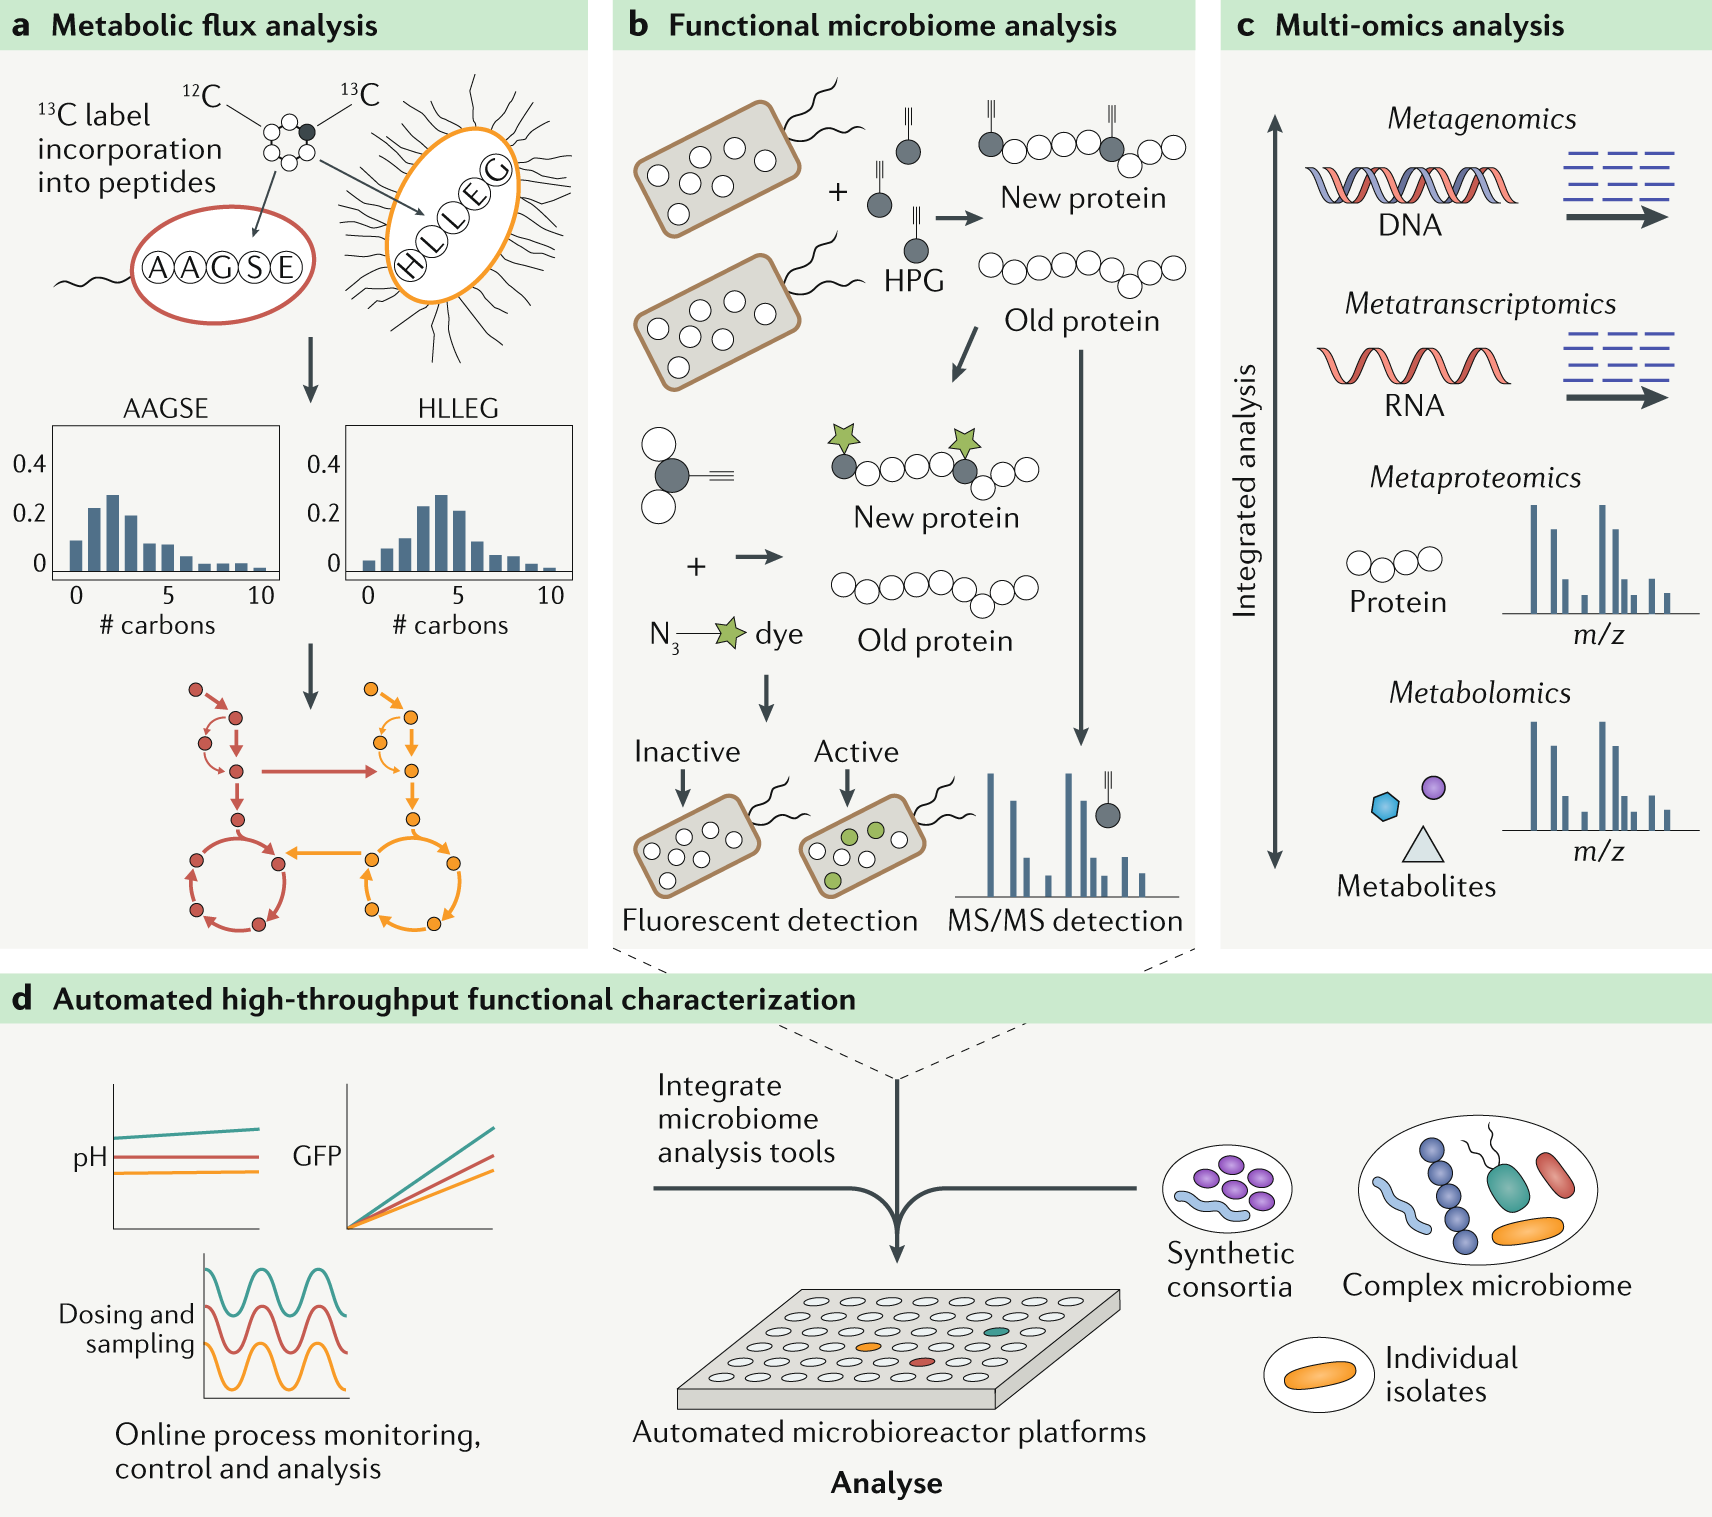 a Metabolic flux analysis
¹³C label
incorporation
into peptides
¹²C
¹³C
AAGSE
HLLEG
AAGSE
0.4
0.2
0
0 5 10
# carbons
HLLEG
0.4
0.2
0
0 5 10
# carbons
b Functional microbiome analysis
+
HPG
New protein
Old protein
+
N₃ dye
New protein
Old protein
Inactive
Active
Fluorescent detection
MS/MS detection
c Multi-omics analysis
Integrated analysis
Metagenomics
DNA
Metatranscriptomics
RNA
Metaproteomics
Protein
m/z
Metabolomics
Metabolites
m/z
d Automated high-throughput functional characterization
pH
GFP
Dosing and
sampling
Online process monitoring,
control and analysis
Integrate
microbiome
analysis tools
Automated microbioreactor platforms
Analyse
Synthetic
consortia
Complex microbiome
Individual
isolates